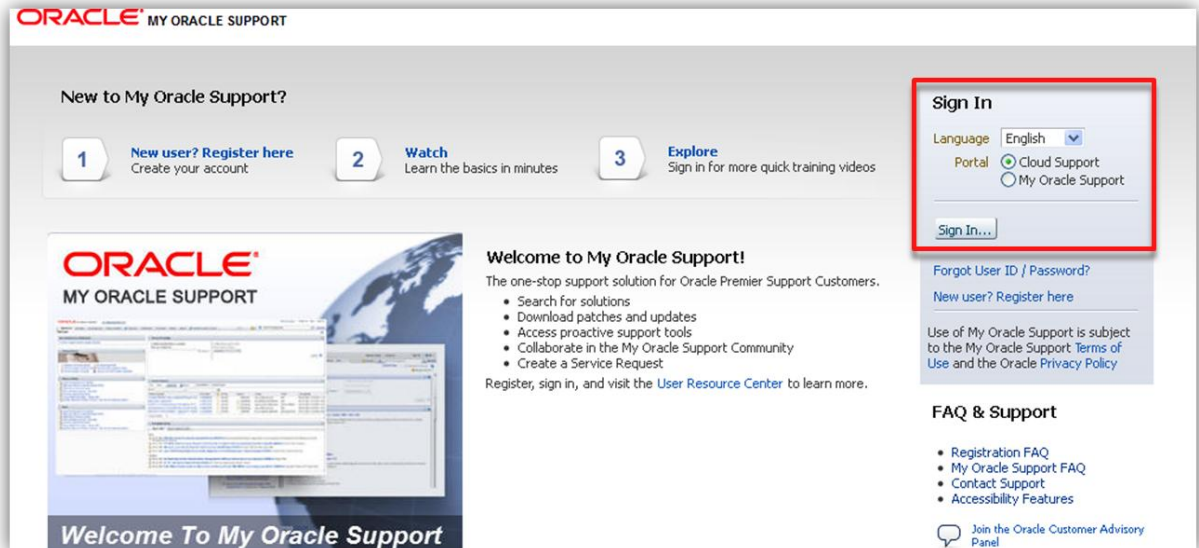 ORACLE MY ORACLE SUPPORT
New to My Oracle Support?
1
New user? Register here
Create your account
2
Watch
Learn the basics in minutes
3
Explore
Sign in for more quick training videos
Sign In
Language English
Portal Cloud Support
My Oracle Support
Sign In...
Forgot User ID / Password?
New user? Register here
Use of My Oracle Support is subject
to the My Oracle Support Terms of
Use and the Oracle Privacy Policy
ORACLE
MY ORACLE SUPPORT
Welcome To My Oracle Support
Welcome to My Oracle Support!
The one-stop support solution for Oracle Premier Support Customers.
• Search for solutions
• Download patches and updates
• Access proactive support tools
• Collaborate in the My Oracle Support Community
• Create a Service Request
Register, sign in, and visit the User Resource Center to learn more.
FAQ & Support
• Registration FAQ
• My Oracle Support FAQ
• Contact Support
• Accessibility Features
Join the Oracle Customer Advisory
Panel